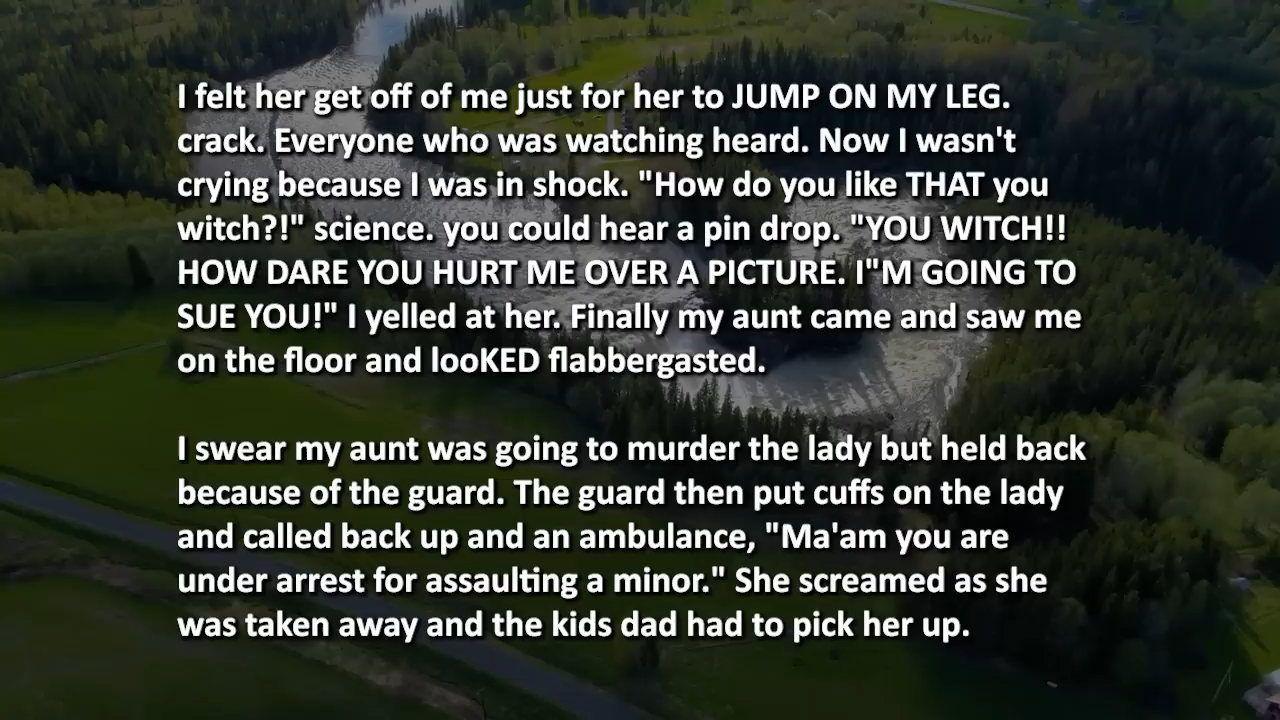 I felt her get off of me just for her to JUMP ON MY LEG.
crack. Everyone who was watching heard. Now I wasn't
crying because I was in shock. "How do you like THAT you
witch?!" science. you could hear a pin drop. "YOU WITCH!!
HOW DARE YOU HURT ME OVER A PICTURE. I"M GOING TO
SUE YOU!" I yelled at her. Finally my aunt came and saw me
on the floor and looKED flabbergasted.
I swear my aunt was going to murder the lady but held back
because of the guard. The guard then put cuffs on the lady
and called back up and an ambulance, "Ma'am you are
under arrest for assaulting a minor." She screamed as she
was taken away and the kids dad had to pick her up.